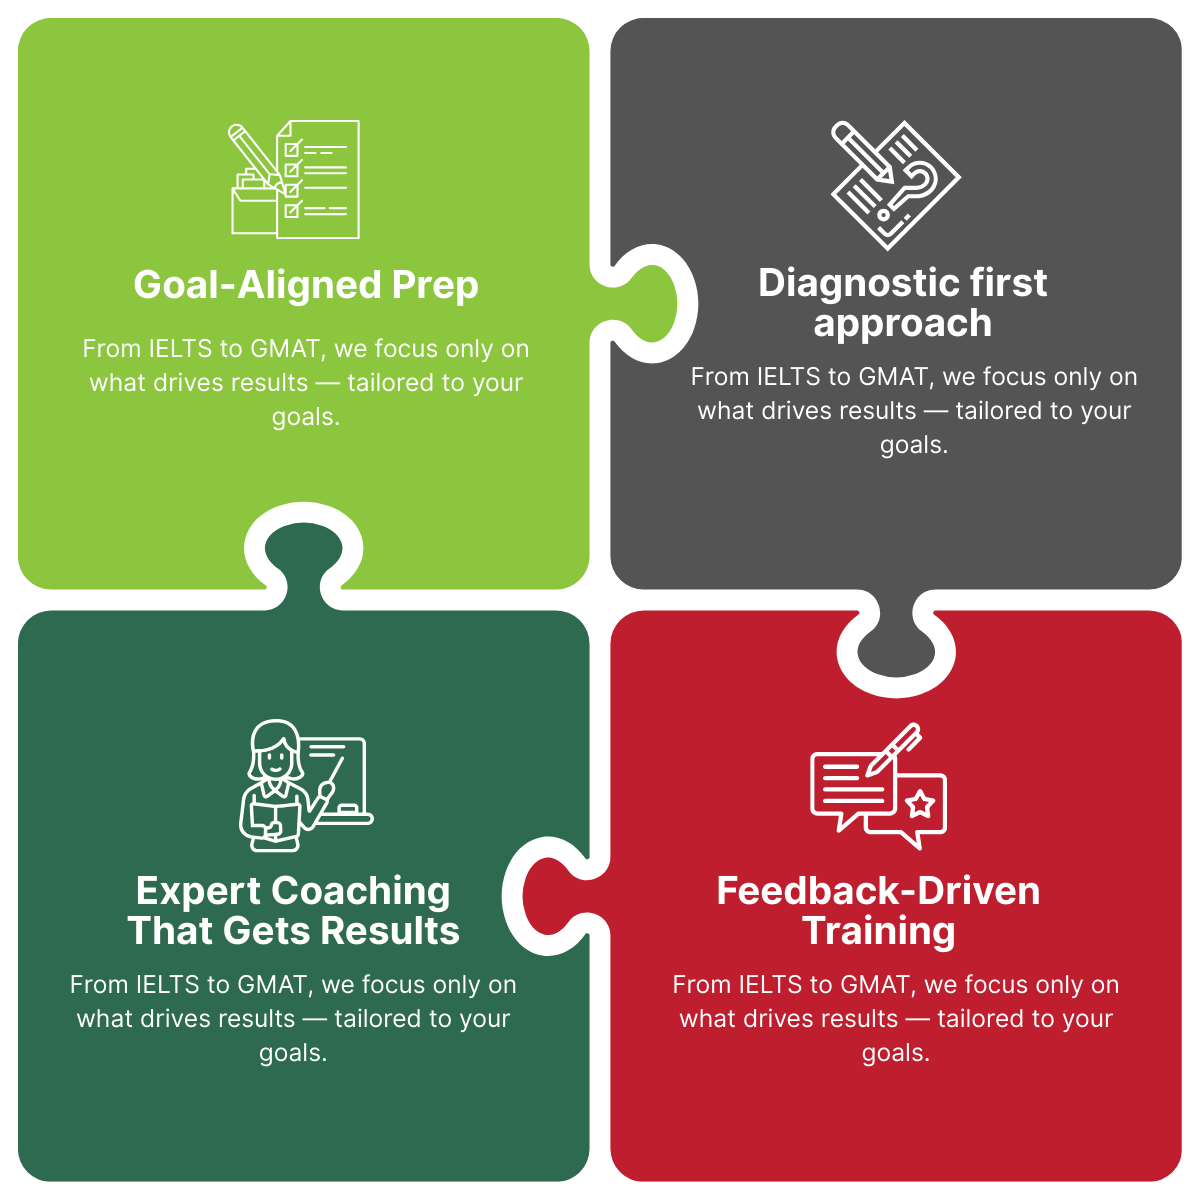 Goal-Aligned Prep
From IELTS to GMAT, we focus only on
what drives results — tailored to your
goals.
Diagnostic first
approach
From IELTS to GMAT, we focus only on
what drives results — tailored to your
goals.
Expert Coaching
That Gets Results
From IELTS to GMAT, we focus only on
what drives results — tailored to your
goals.
Feedback-Driven
Training
From IELTS to GMAT, we focus only on
what drives results — tailored to your
goals.